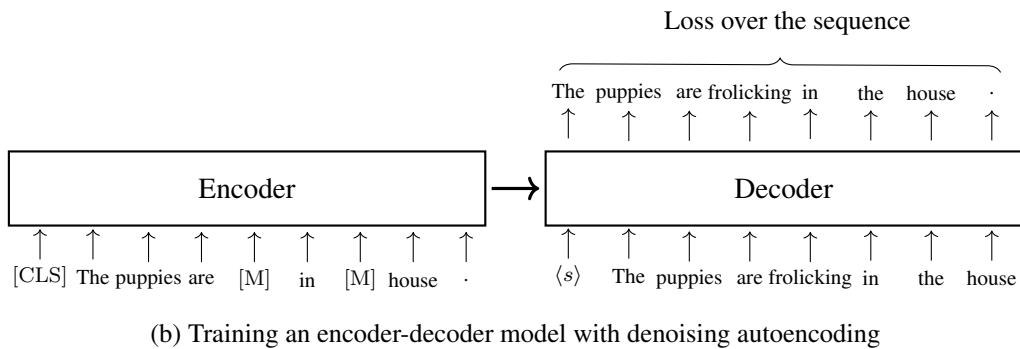 Loss over the sequence
The puppies are frolicking in the house .
Encoder
Decoder
[CLS] The puppies are [M] in [M] house .
⟨s⟩ The puppies are frolicking in the house
(b) Training an encoder-decoder model with denoising autoencoding